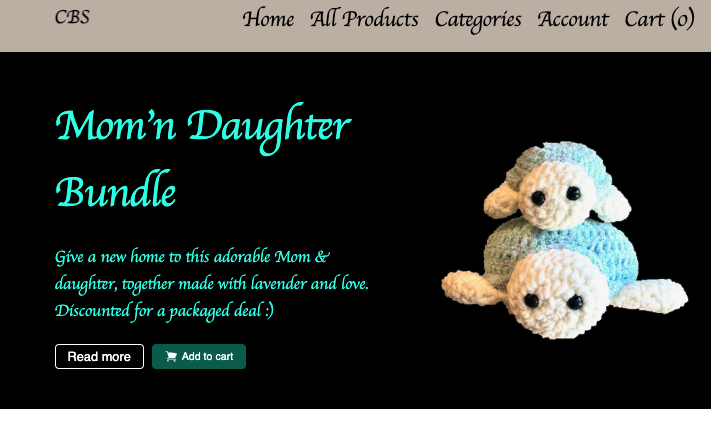 CBS
Home All Products Categories Account Cart (0)
Mom'n Daughter
Bundle
Give a new home to this adorable Mom &
daughter, together made with lavender and love.
Discounted for a packaged deal :)
Read more Add to cart